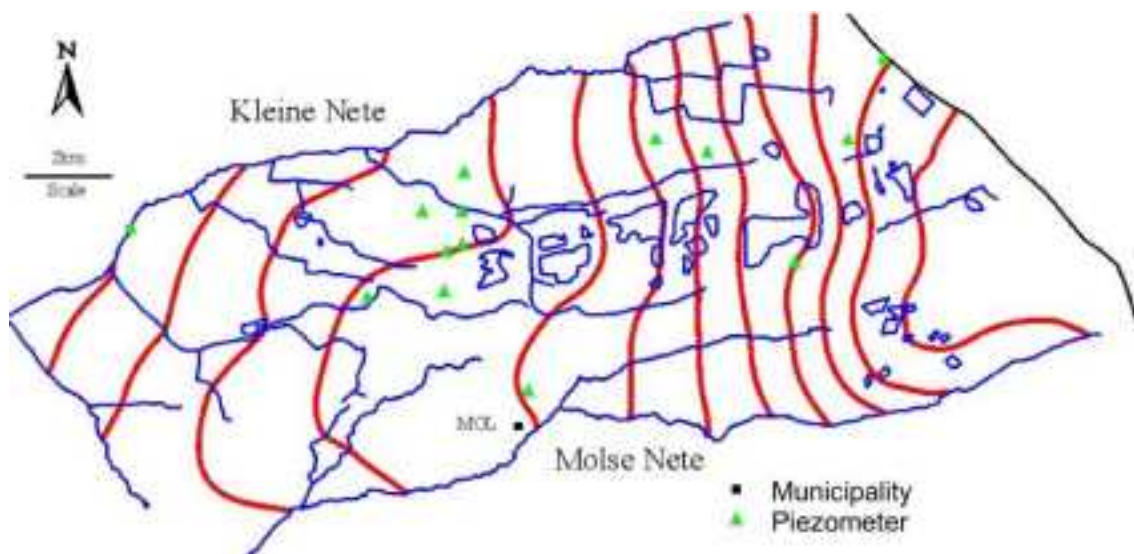 N
Kleine Nete
2km
Scale
MOL
Molse Nete
Municipality
Piezometer